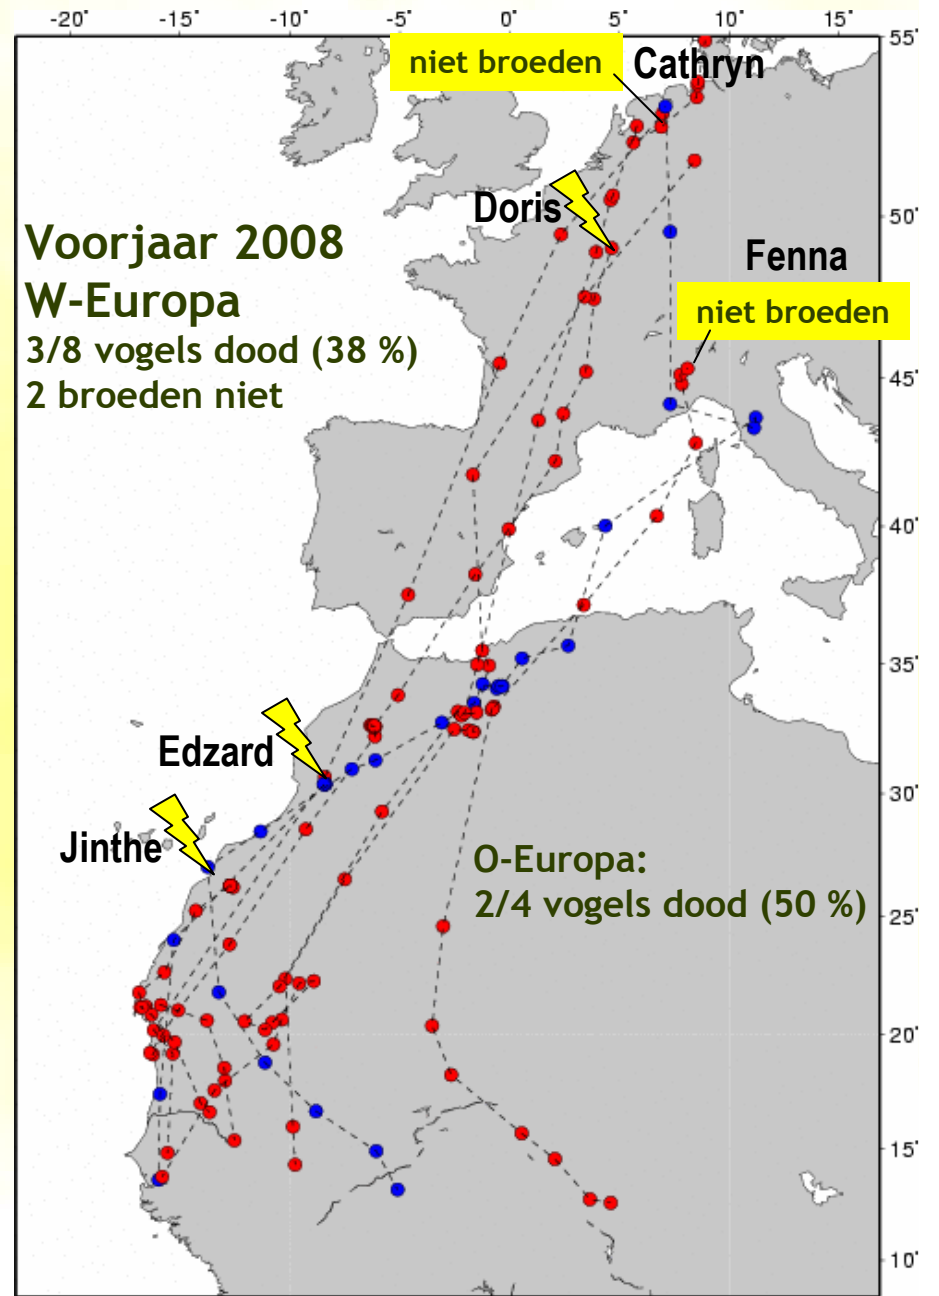 -20° -15° -10° -5° 0° 5° 10° 15°
55°
niet broeden
Cathryn
50°
Doris
Voorjaar 2008
W-Europa
3/8 vogels dood (38 %)
2 broeden niet
Fenna
niet broeden
45°
40°
35°
Edzard
30°
Jinthe
O-Europa:
2/4 vogels dood (50 %)
25°
20°
15°
10°